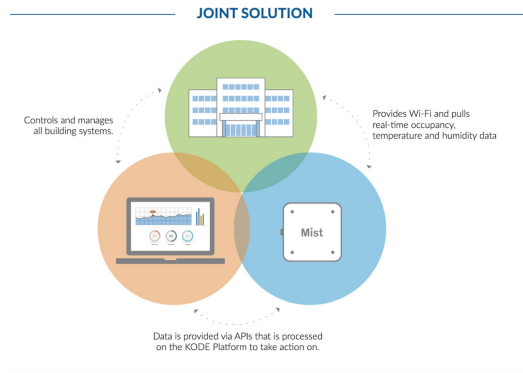 JOINT SOLUTION
Controls and manages
all building systems.
Provides Wi-Fi and pulls
real-time occupancy,
temperature and humidity data
Mist
Data is provided via APIs that is processed
on the KODE Platform to take action on.